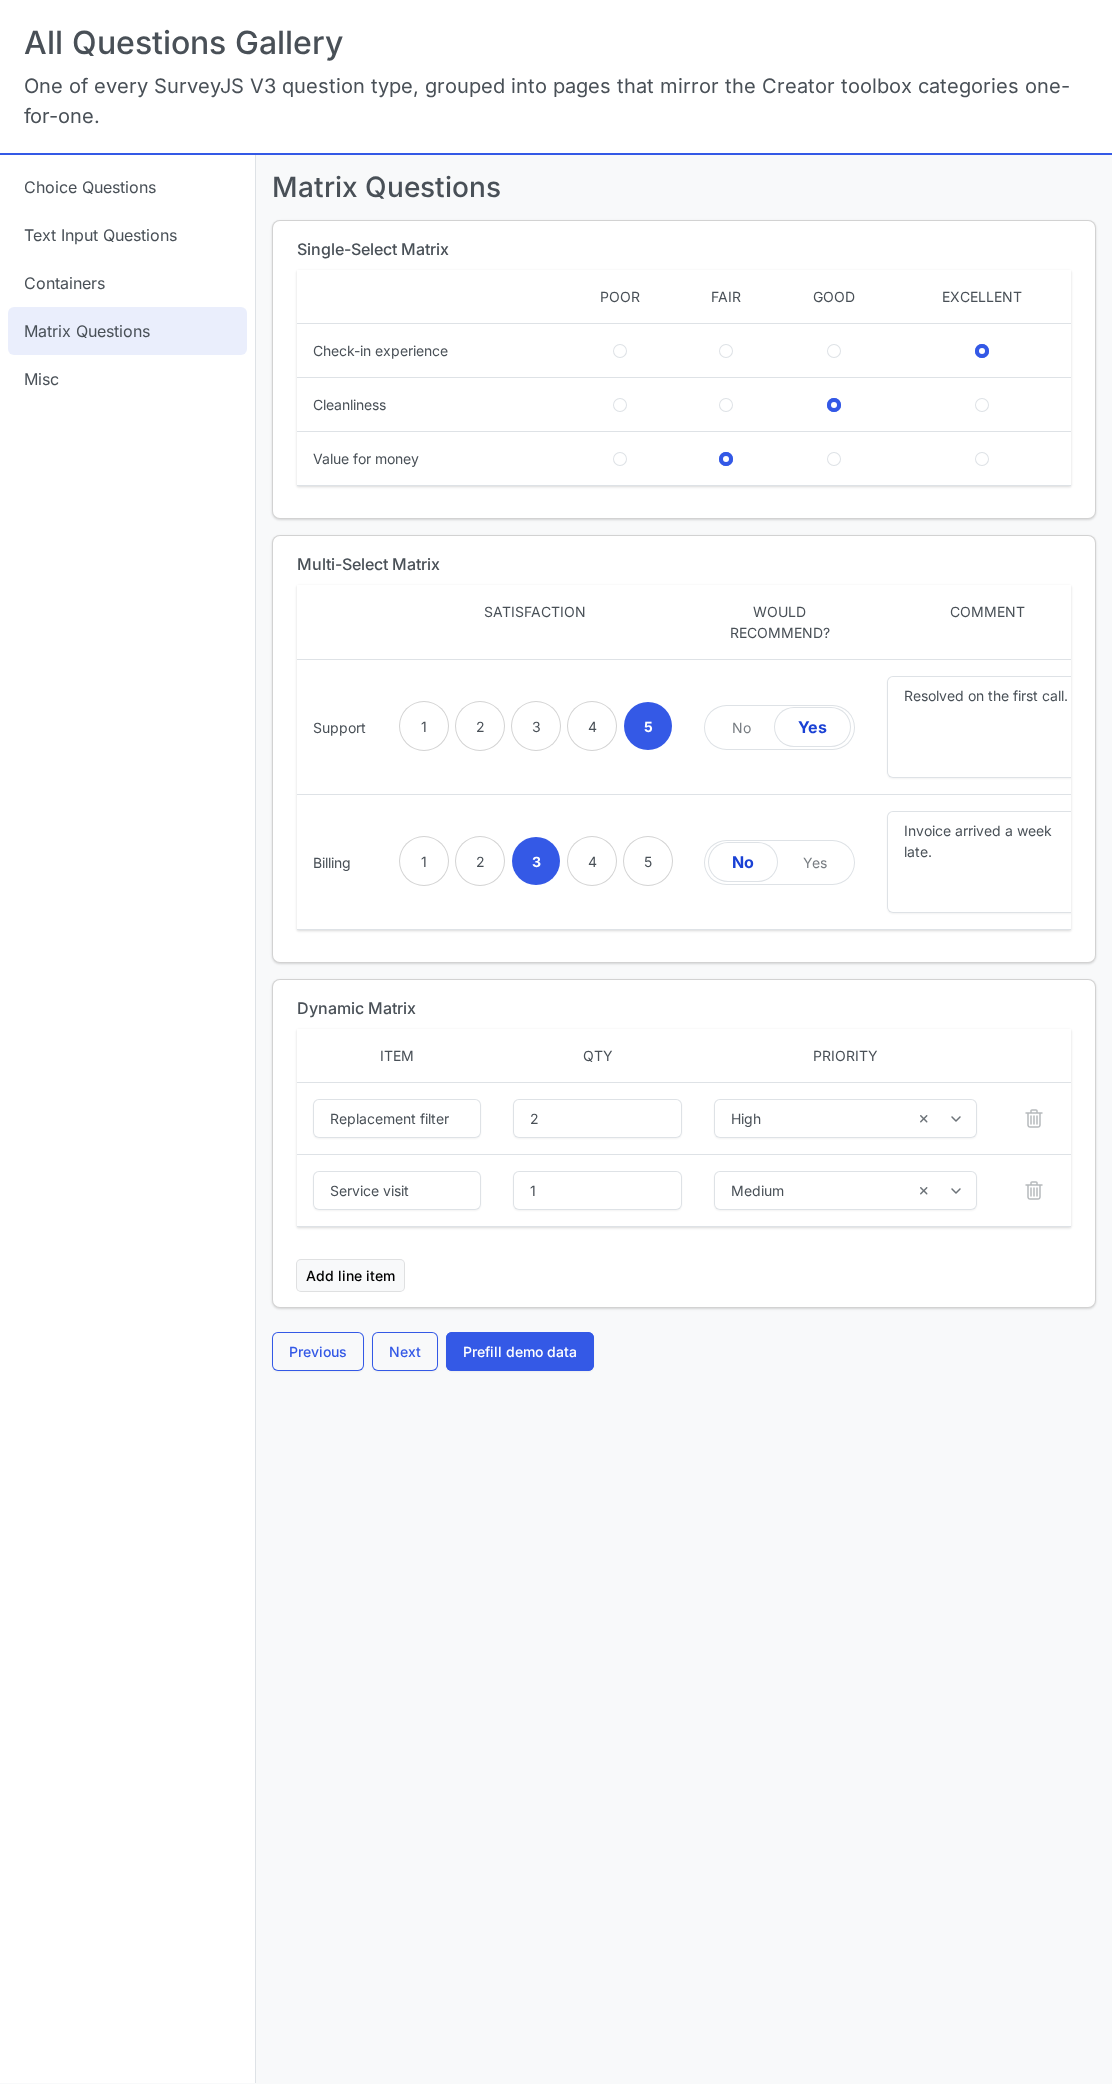 All Questions Gallery
One of every SurveyJS V3 question type, grouped into pages that mirror the Creator toolbox categories one-
for-one.
Choice Questions
Text Input Questions
Containers
Matrix Questions
Misc
Matrix Questions
Single-Select Matrix
POOR FAIR GOOD EXCELLENT
Check-in experience
Cleanliness
Value for money
Multi-Select Matrix
SATISFACTION WOULD RECOMMEND? COMMENT
Support 1 2 3 4 5 No Yes Resolved on the first call.
Billing 1 2 3 4 5 No Yes Invoice arrived a week
late.
Dynamic Matrix
ITEM QTY PRIORITY
Replacement filter 2 High
Service visit 1 Medium
Add line item
Previous Next Prefill demo data